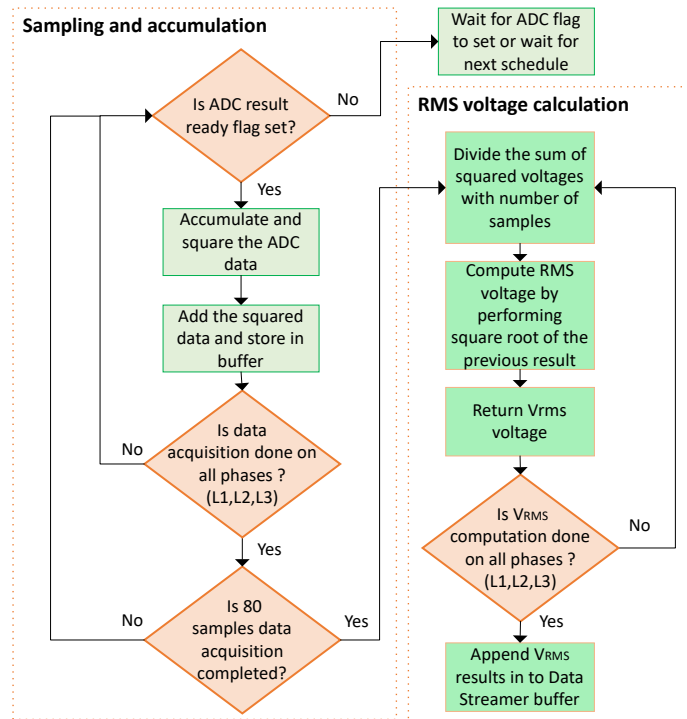 Sampling and accumulation
Wait for ADC flag
to set or wait for
next schedule
Is ADC result
ready flag set?
No
Yes
Accumulate and
square the ADC
data
Add the squared
data and store in
buffer
Is data
acquisition done on
all phases ?
(L1,L2,L3)
No
Yes
Is 80
samples data
acquisition
completed?
No
Yes
RMS voltage calculation
Divide the sum of
squared voltages
with number of
samples
Compute RMS
voltage by
performing
square root of the
previous result
Return Vrms
voltage
Is VRMS
computation done
on all phases ?
(L1,L2,L3)
No
Yes
Append VRMS
results in to Data
Streamer buffer